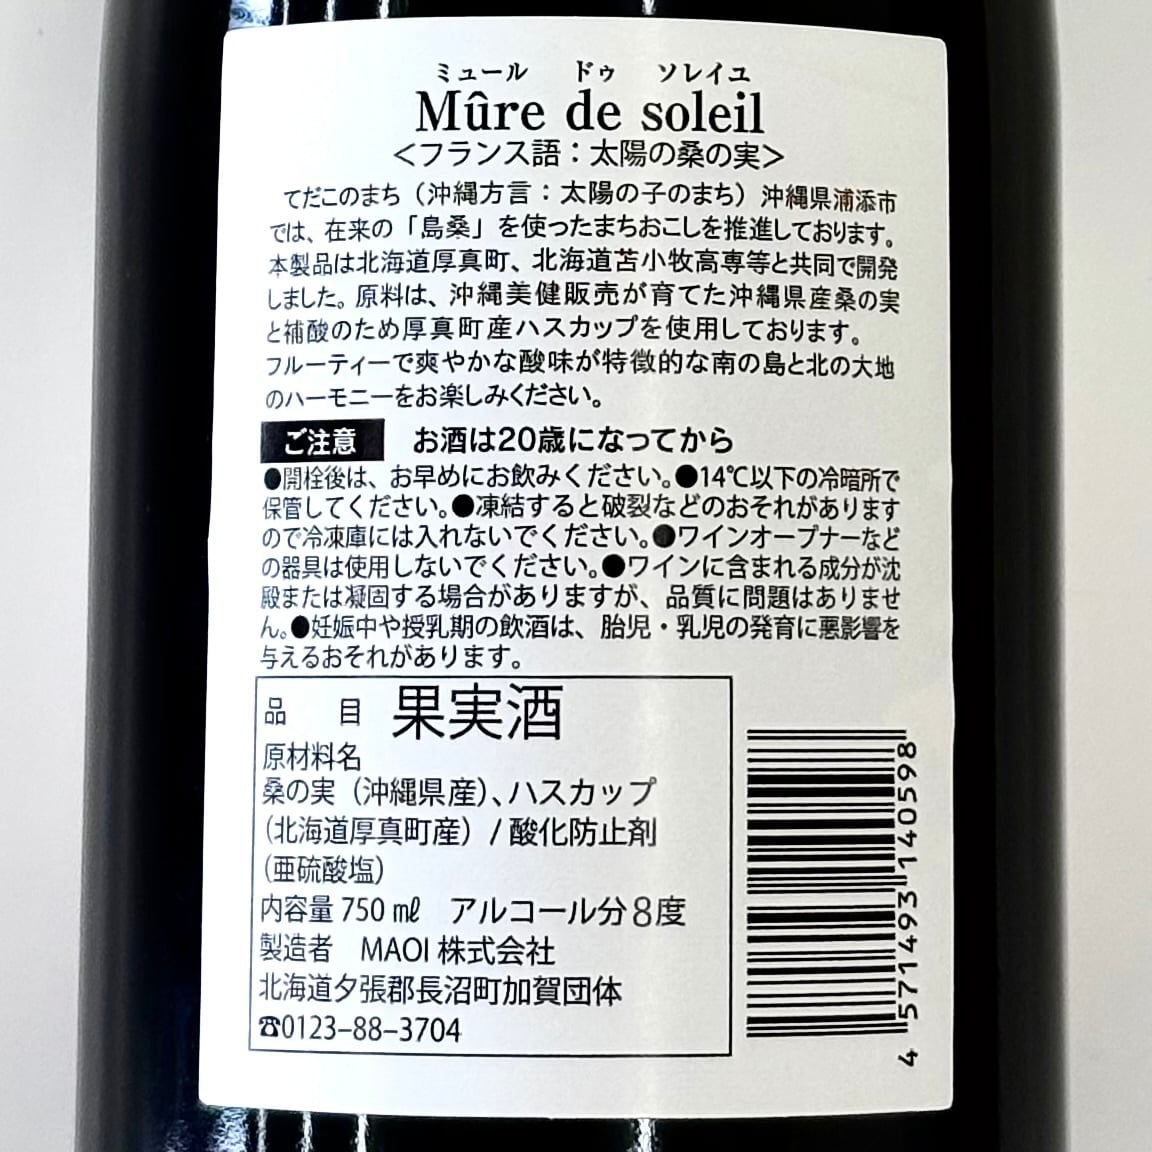 ミュール ドゥ ソレイユ
Mûre de soleil
＜フランス語：太陽の桑の実＞
てだこのまち（沖縄方言：太陽の子のまち）沖縄県浦添市
では、在来の「島桑」を使ったまちおこしを推進しております。
本製品は北海道厚真町、北海道苫小牧高専等と共同で開発
しました。原料は、沖縄美健販売が育てた沖縄県産桑の実
と補酸のため厚真町産ハスカップを使用しております。
フルーティーで爽やかな酸味が特徴的な南の島と北の大地
のハーモニーをお楽しみください。
ご注意 お酒は20歳になってから
●開栓後は、お早めにお飲みください。●14℃以下の冷暗所で
保管してください。●凍結すると破裂などのおそれがあります
ので冷凍庫には入れないでください。●ワインオープナーなど
の器具は使用しないでください。●ワインに含まれる成分が沈
殿または凝固する場合がありますが、品質に問題はありませ
ん。●妊娠中や授乳期の飲酒は、胎児・乳児の発育に悪影響を
与えるおそれがあります。
品 目 果実酒
原材料名
桑の実（沖縄県産）、ハスカップ
（北海道厚真町産）/ 酸化防止剤
（亜硫酸塩）
内容量 750 ㎖ アルコール分 8度
製造者 MAOI 株式会社
北海道夕張郡長沼町加賀団体
☎0123-88-3704
4 571493 140598